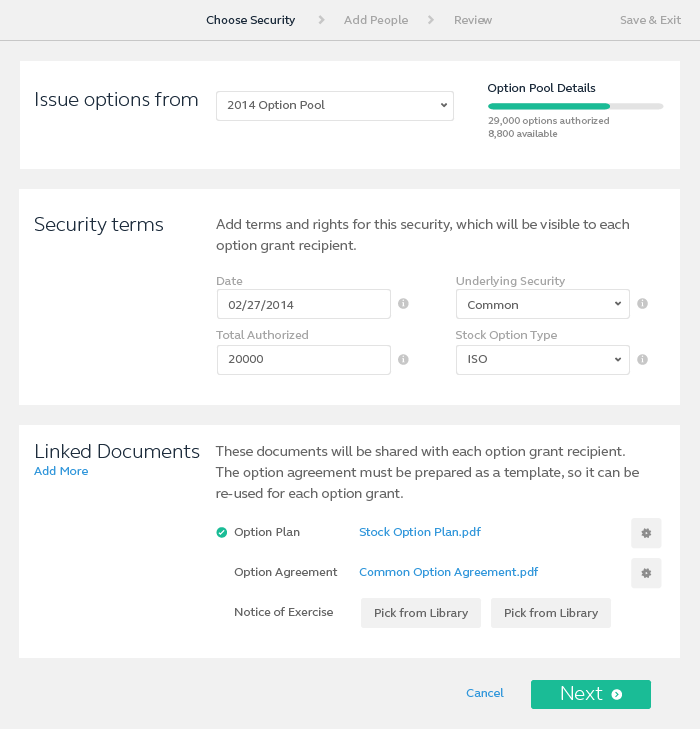 Choose Security
Add People
Review
Save & Exit
Issue options from
2014 Option Pool
Option Pool Details
29,000 options authorized
8,800 available
Security terms
Add terms and rights for this security, which will be visible to each
option grant recipient.
Date
Underlying Security
02/27/2014
Common
Total Authorized
Stock Option Type
20000
ISO
Linked Documents
Add More
These documents will be shared with each option grant recipient.
The option agreement must be prepared as a template, so it can be
re-used for each option grant.
Option Plan
Stock Option Plan.pdf
Option Agreement
Common Option Agreement.pdf
Notice of Exercise
Pick from Library
Pick from Library
Cancel
Next